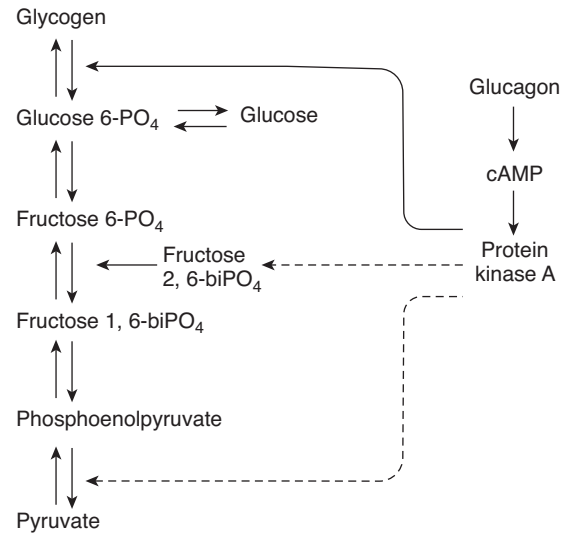 Glycogen
Glucagon
Glucose 6-PO₄
Glucose
cAMP
Fructose 6-PO₄
Fructose
2, 6-biPO₄
Protein
kinase A
Fructose 1, 6-biPO₄
Phosphoenolpyruvate
Pyruvate